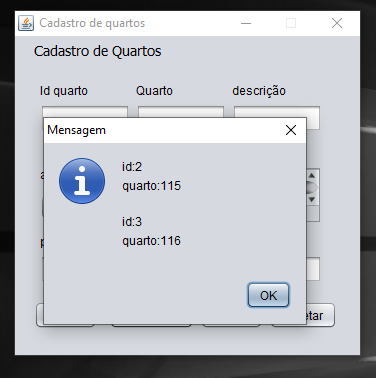 Cadastro de quartos
Cadastro de Quartos
Id quarto Quarto descrição
Mensagem
id:2
quarto:115
id:3
quarto:116
OK